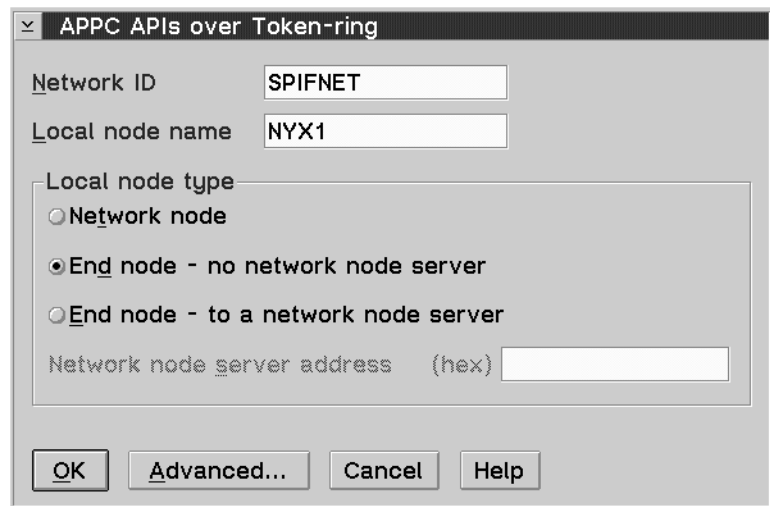 APPC APIs over Token-ring
Network ID SPIFNET
Local node name NYX1
Local node type
Network node
End node - no network node server
End node - to a network node server
Network node server address (hex)
OK Advanced... Cancel Help